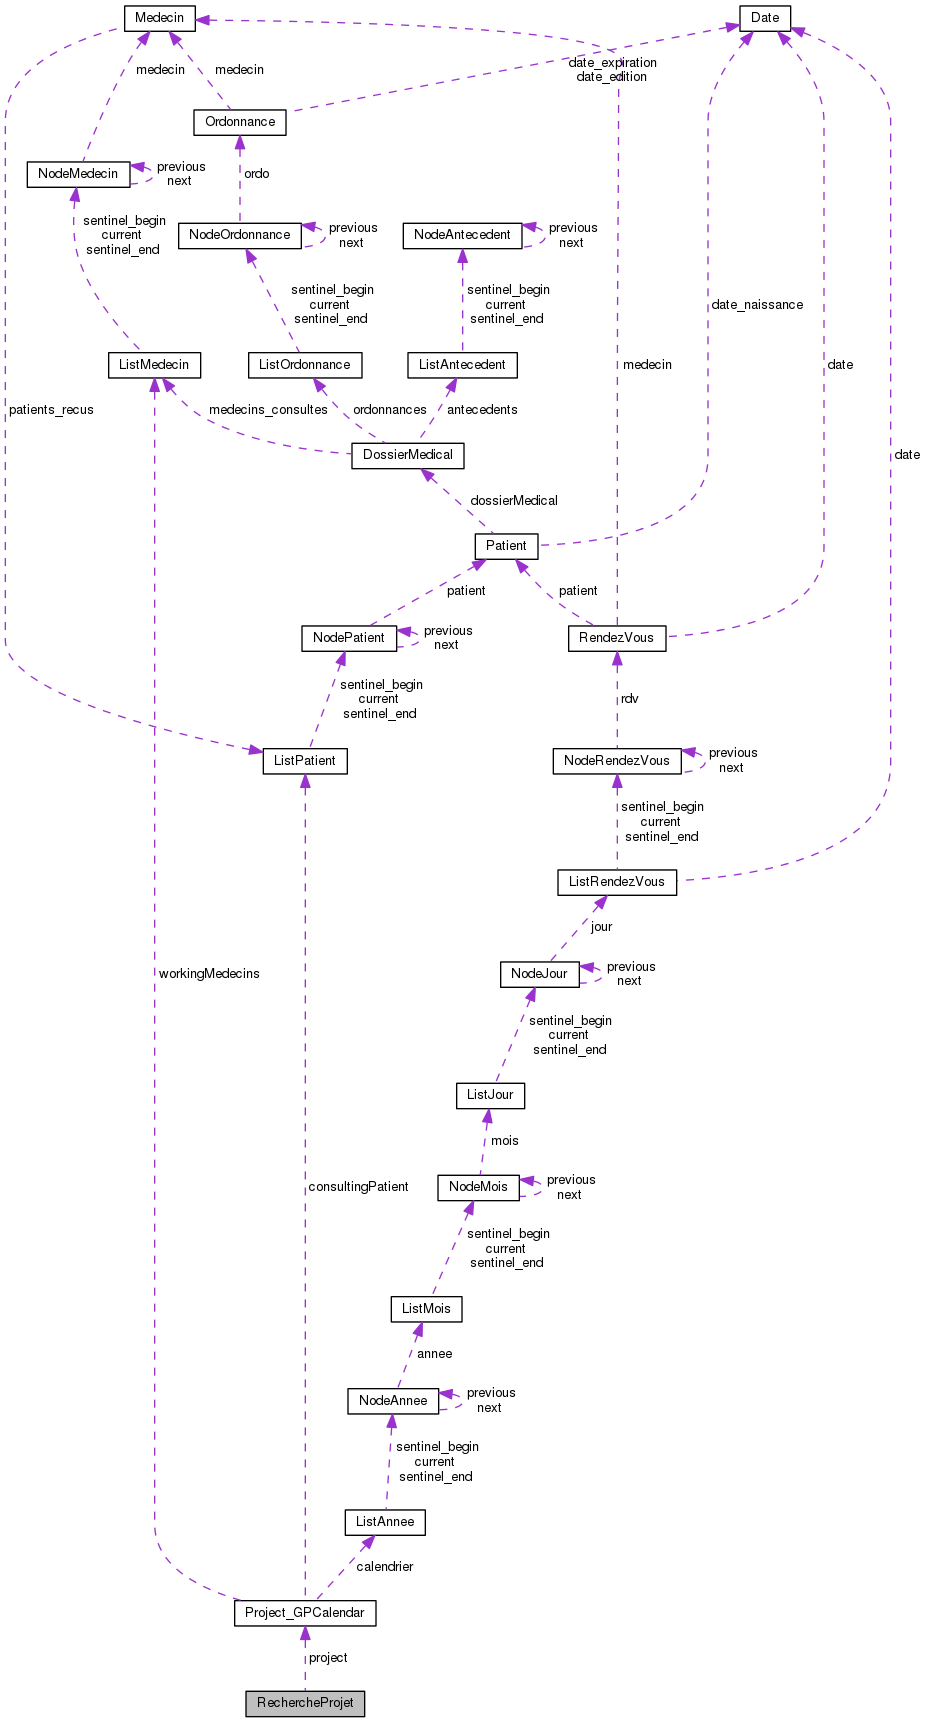 Medecin
Date
medecin
medecin
date_expiration
date_edition
Ordonnance
NodeMedecin
previous
next
ordo
sentinel_begin
current
sentinel_end
NodeOrdonnance
previous
next
NodeAntecedent
previous
next
sentinel_begin
current
sentinel_end
sentinel_begin
current
sentinel_end
date_naissance
ListMedecin
ListOrdonnance
ListAntecedent
medecin
date
patients_recus
medecins_consultes
ordonnances
antecedents
DossierMedical
date
dossierMedical
Patient
patient
patient
NodePatient
previous
next
RendezVous
sentinel_begin
current
sentinel_end
rdv
ListPatient
NodeRendezVous
previous
next
sentinel_begin
current
sentinel_end
ListRendezVous
jour
workingMedecins
NodeJour
previous
next
sentinel_begin
current
sentinel_end
ListJour
mois
consultingPatient
NodeMois
previous
next
sentinel_begin
current
sentinel_end
ListMois
annee
NodeAnnee
previous
next
sentinel_begin
current
sentinel_end
ListAnnee
calendrier
Project_GPCalendar
project
RechercheProjet